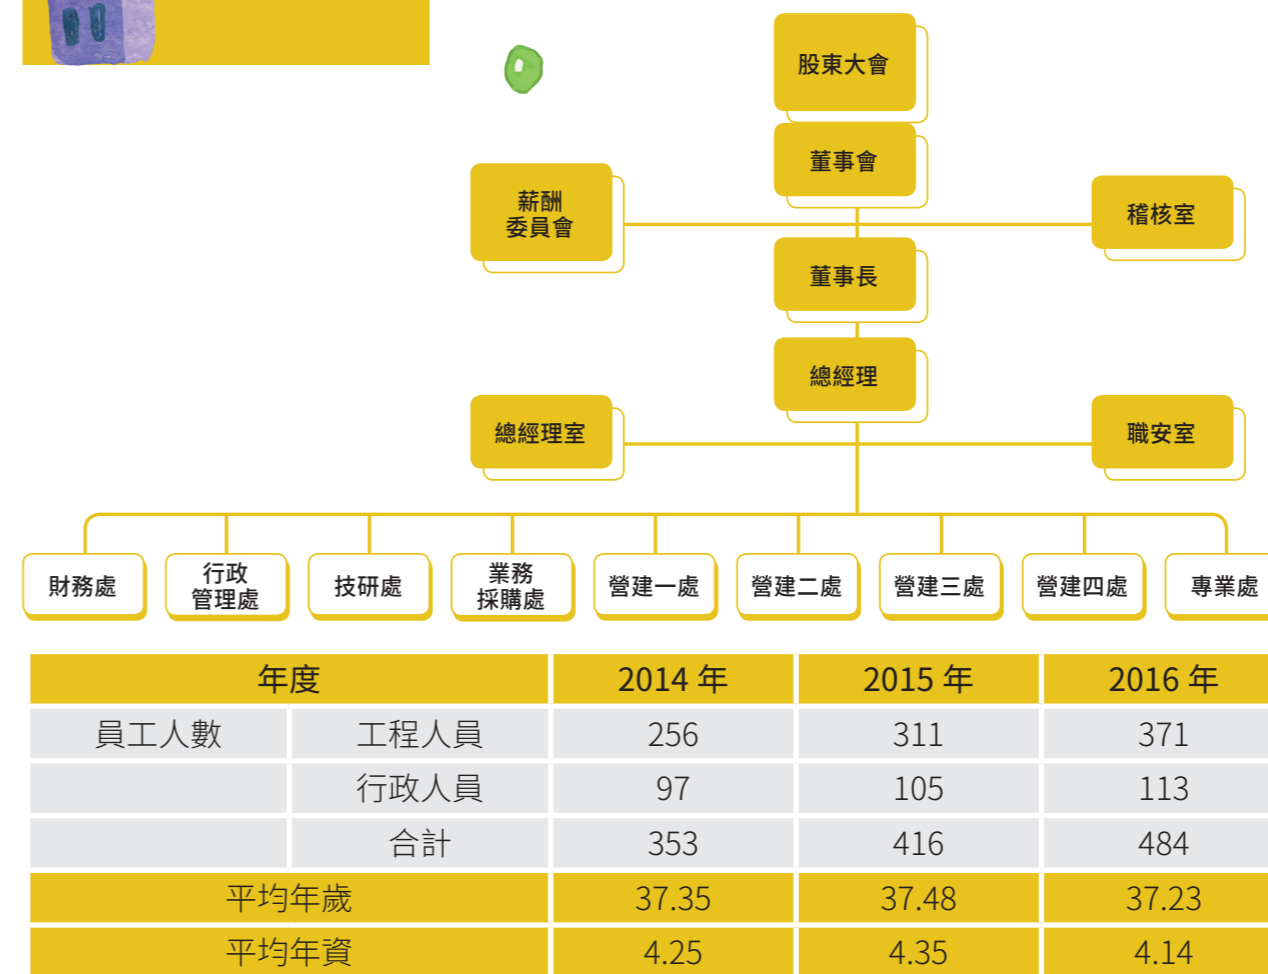 股東大會
董事會
薪酬
委員會
稽核室
董事長
總經理
總經理室
職安室
財務處
行政
管理處
技研處
業務
採購處
營建一處
營建二處
營建三處
營建四處
專業處
年度 2014 年 2015 年 2016 年
員工人數 工程人員 256 311 371
行政人員 97 105 113
合計 353 416 484
平均年歲 37.35 37.48 37.23
平均年資 4.25 4.35 4.14